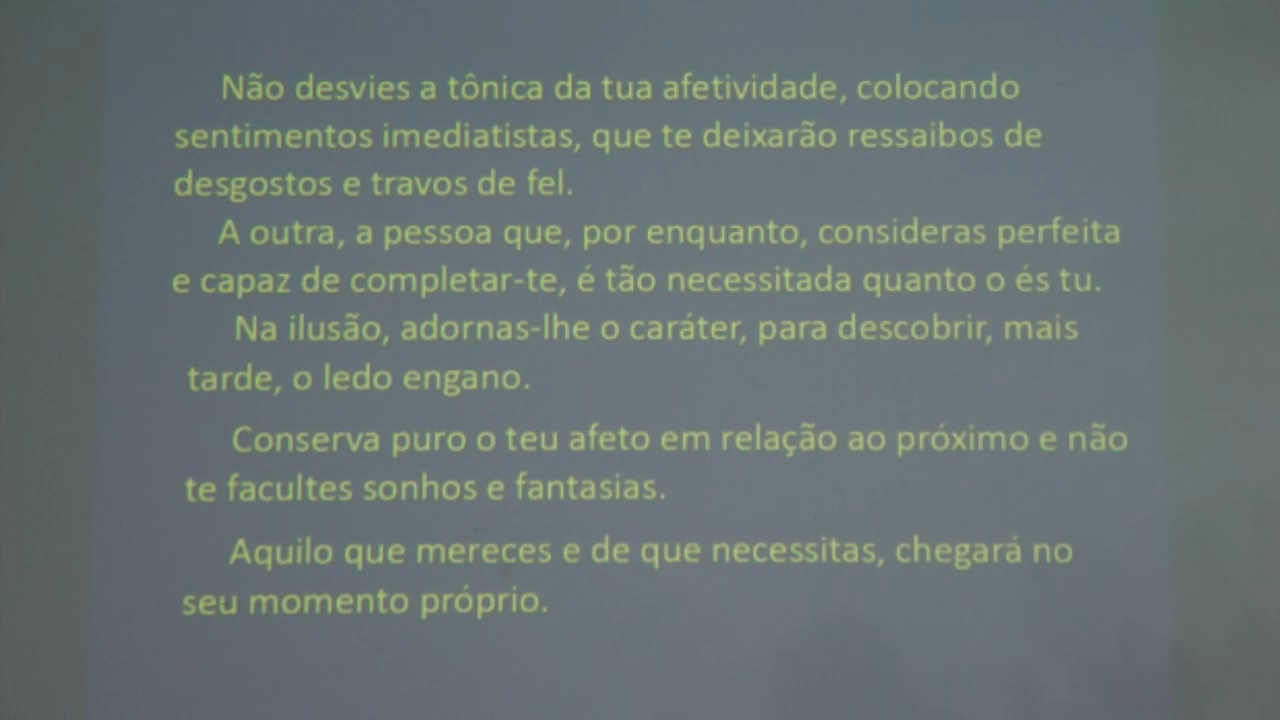 Não desvies a tônica da tua afetividade, colocando
sentimentos imediatistas, que te deixarão ressaibos de
desgostos e travos de fel.
A outra, a pessoa que, por enquanto, consideras perfeita
e capaz de completar-te, é tão necessitada quanto o és tu.
Na ilusão, adornas-lhe o caráter, para descobrir, mais
tarde, o ledo engano.
Conserva puro o teu afeto em relação ao próximo e não
te facultes sonhos e fantasias.
Aquilo que mereces e de que necessitas, chegará no
seu momento próprio.